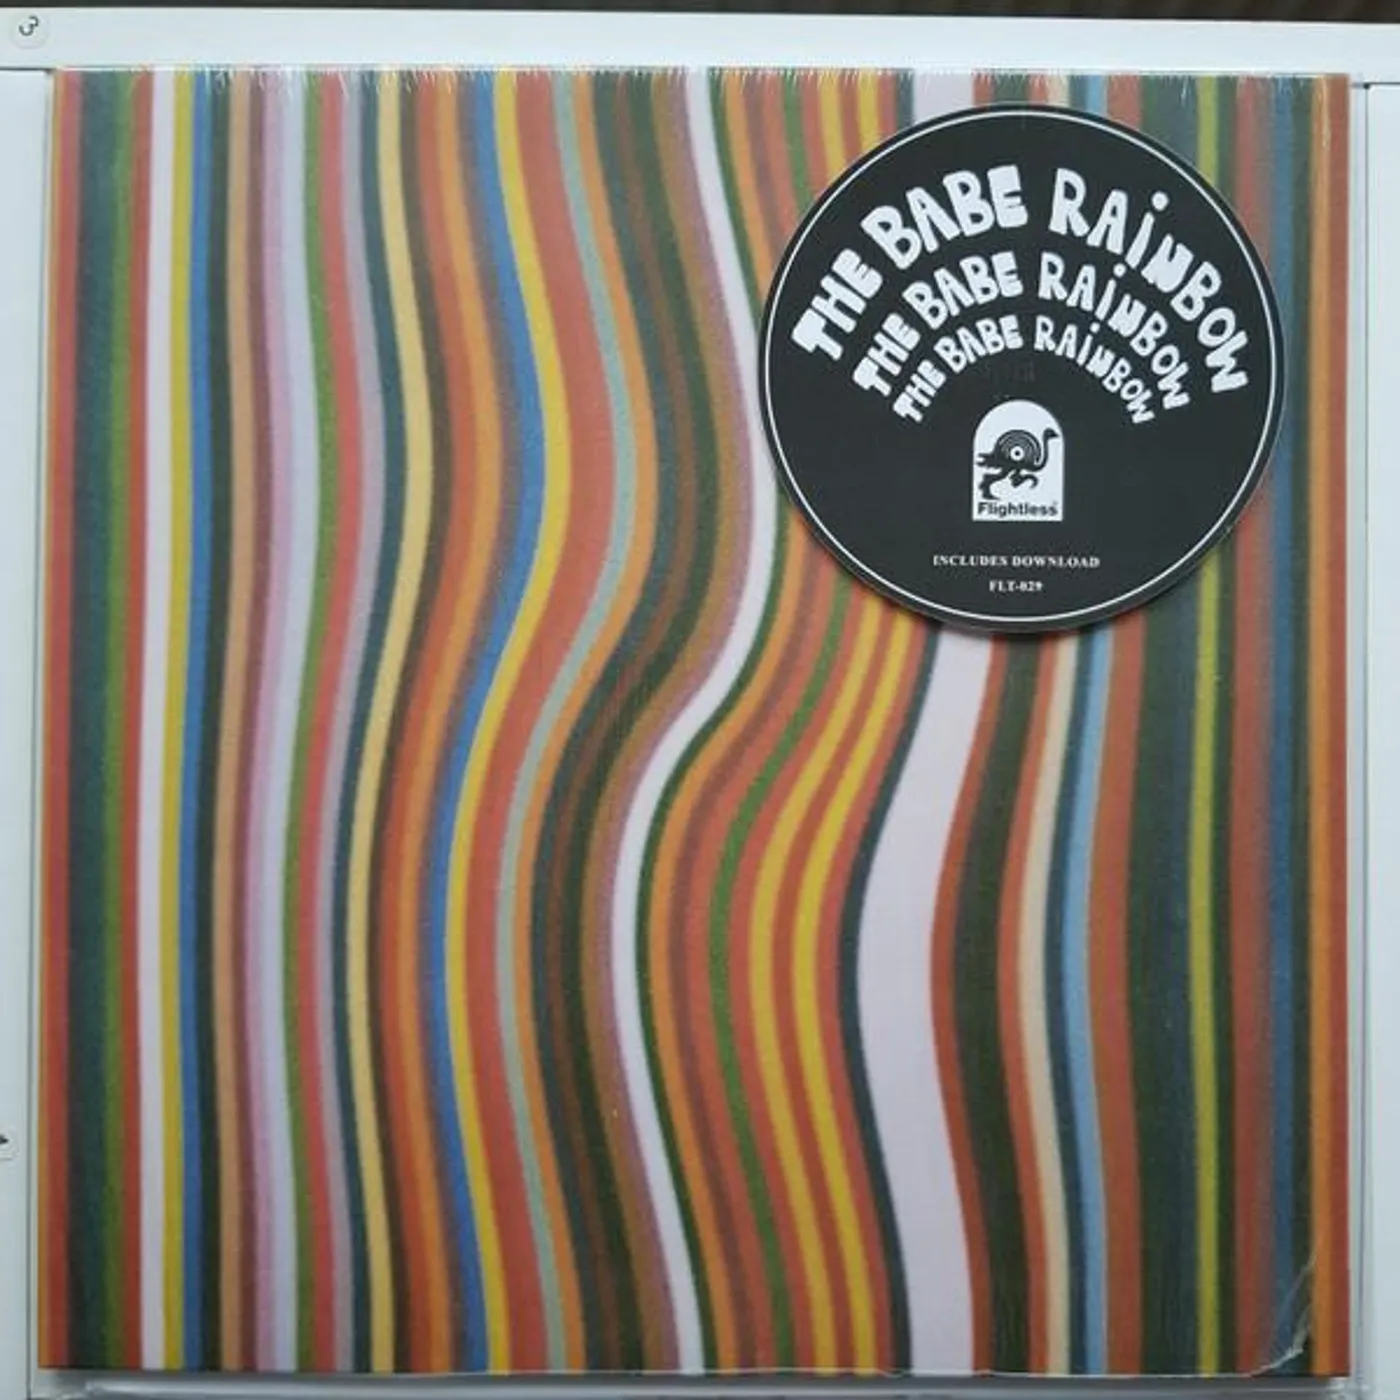 THE BABE RAiNBOW
THE BABE RAiNBOW
THE BABE RAiNBOW
Flightless
INCLUDES DOWNLOAD
FLT-029